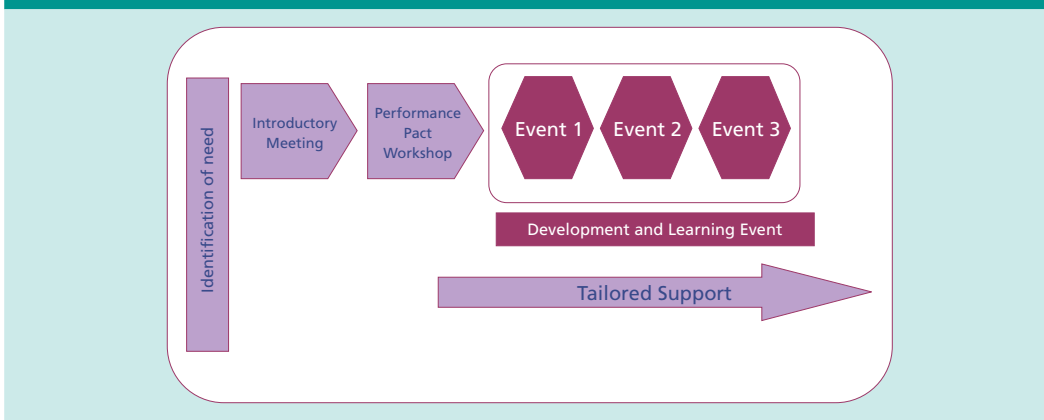 Identification of need
Introductory
Meeting
Performance
Pact
Workshop
Event 1
Event 2
Event 3
Development and Learning Event
Tailored Support